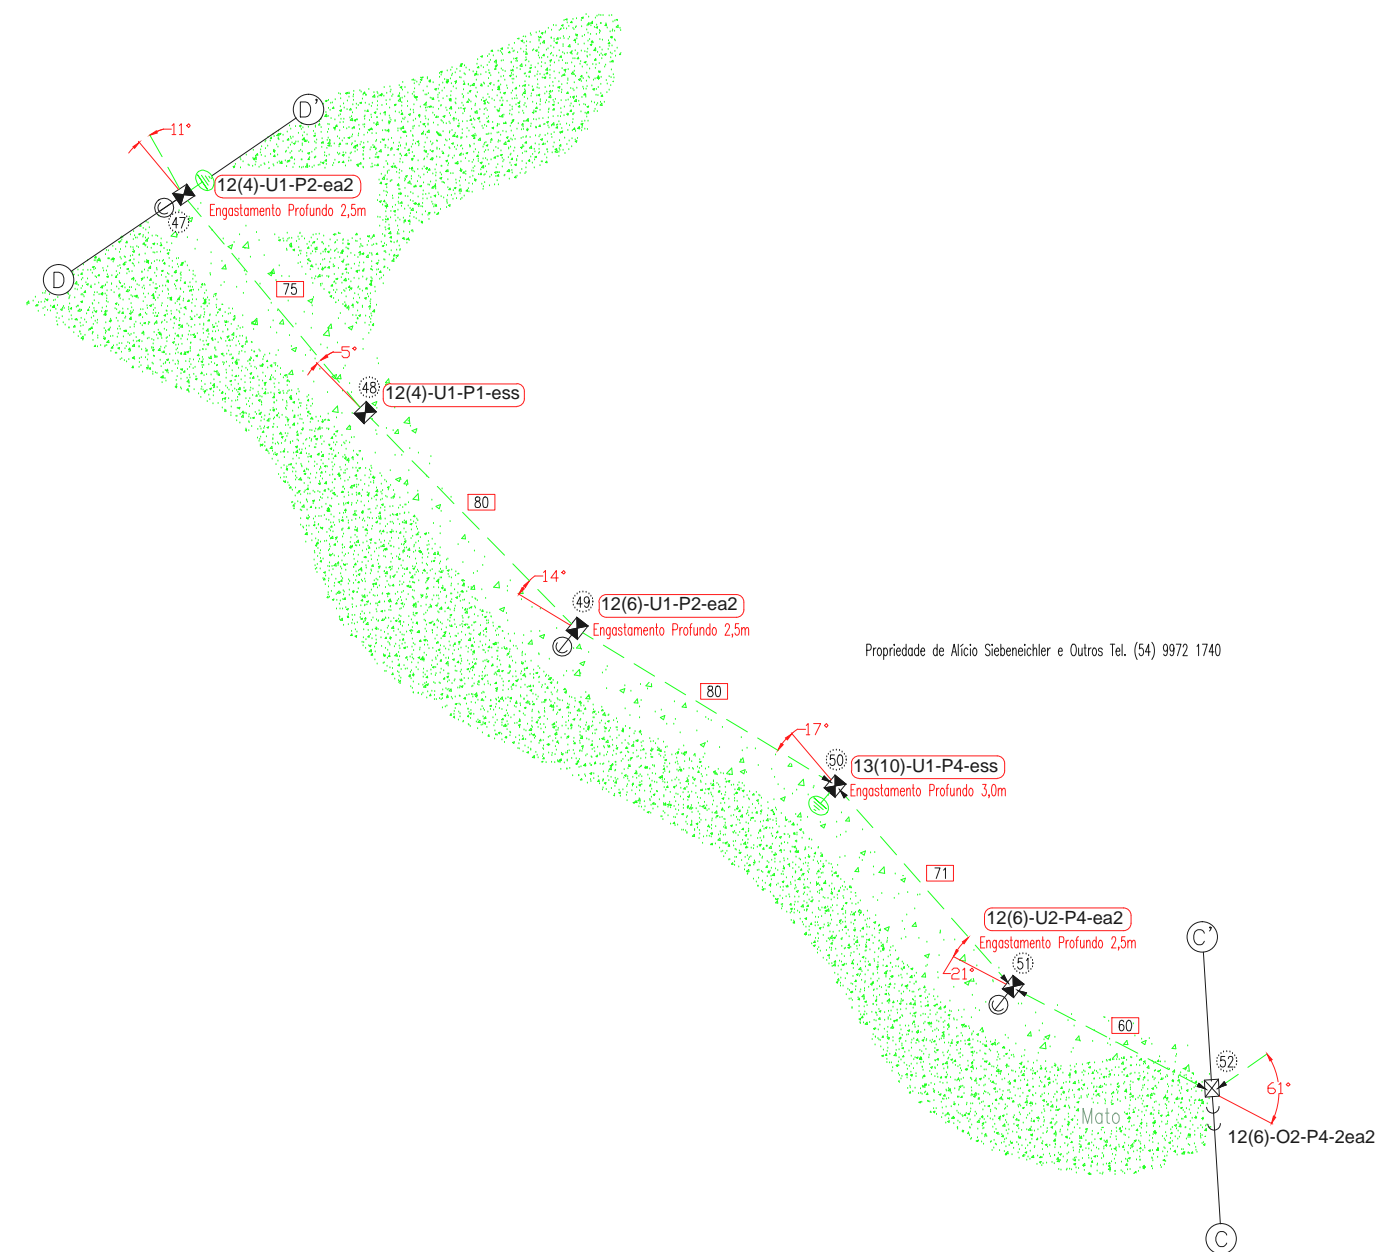 D'
11°
12(4)-U1-P2-ea2
Engastamento Profundo 2,5m
47
D
75
5°
48
12(4)-U1-P1-ess
80
14°
49
12(6)-U1-P2-ea2
Engastamento Profundo 2,5m
Propriedade de Alício Siebeneichler e Outros Tel. (54) 9972 1740
80
17°
50
13(10)-U1-P4-ess
Engastamento Profundo 3,0m
71
12(6)-U2-P4-ea2
Engastamento Profundo 2,5m
C'
51
21°
60
52
61°
Mato
12(6)-O2-P4-2ea2
C